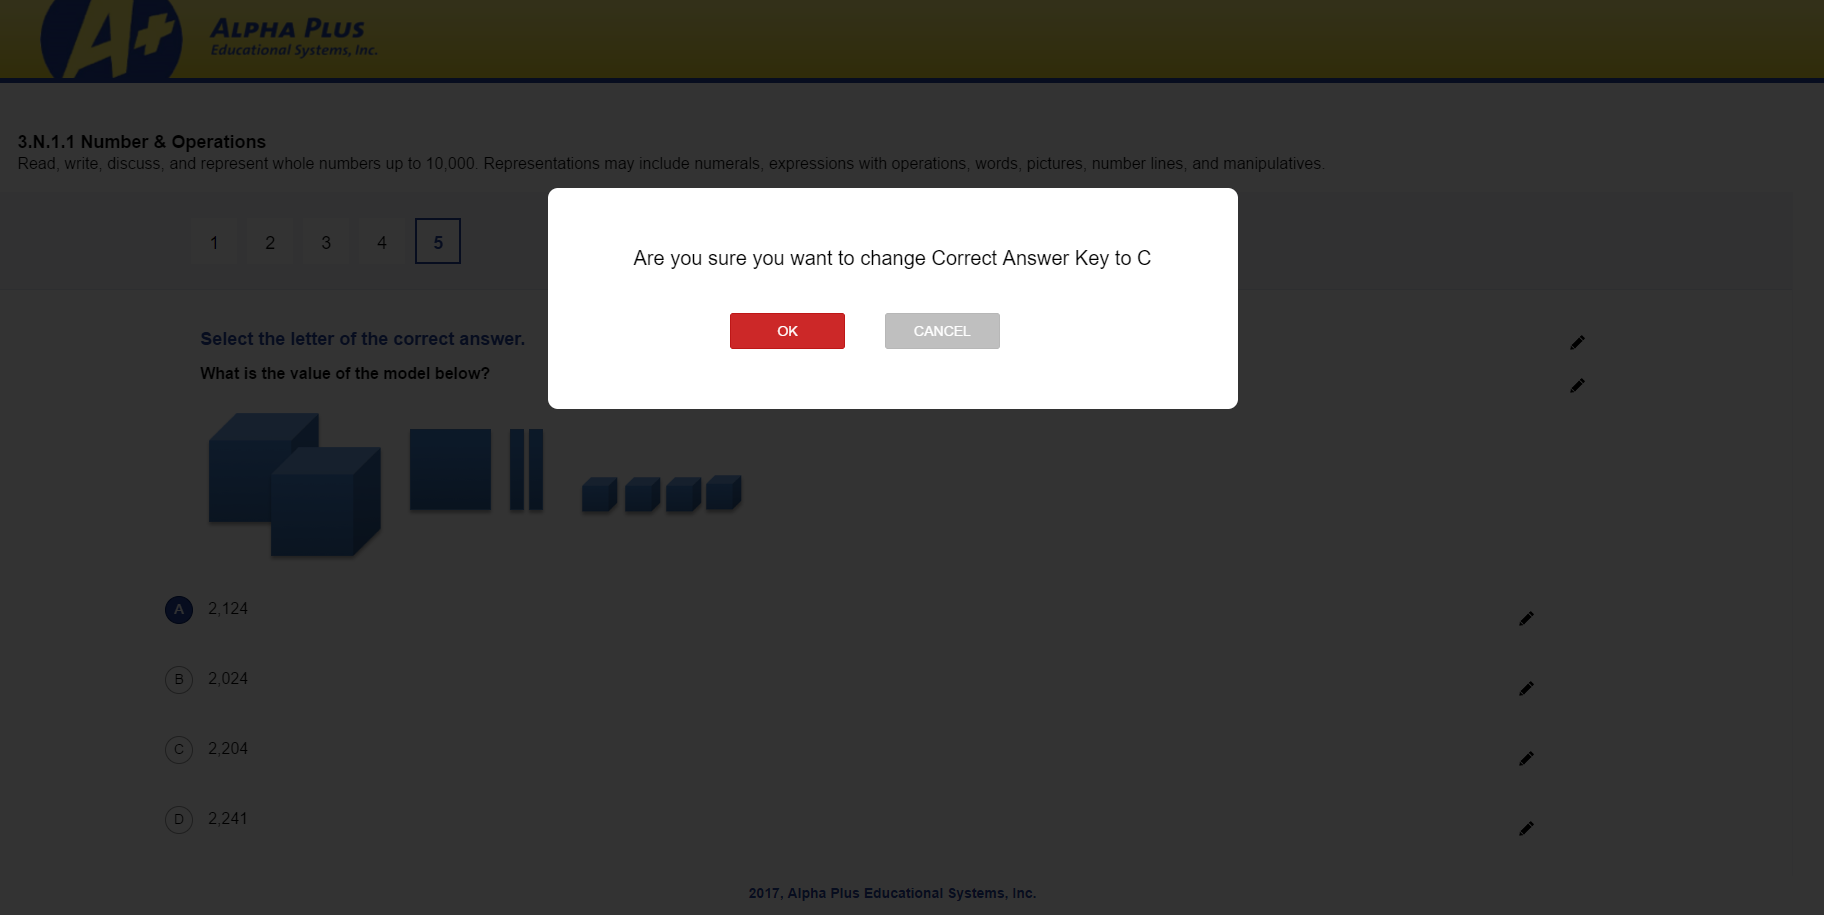 A+
ALPHA PLUS
Educational Systems, Inc.
3.N.1.1 Number & Operations
Read, write, discuss, and represent whole numbers up to 10,000. Representations may include numerals, expressions with operations, words, pictures, number lines, and manipulatives.
1 2 3 4 5
Are you sure you want to change Correct Answer Key to C
OK CANCEL
Select the letter of the correct answer.
What is the value of the model below?
A 2,124
B 2,024
C 2,204
D 2,241
2017, Alpha Plus Educational Systems, Inc.